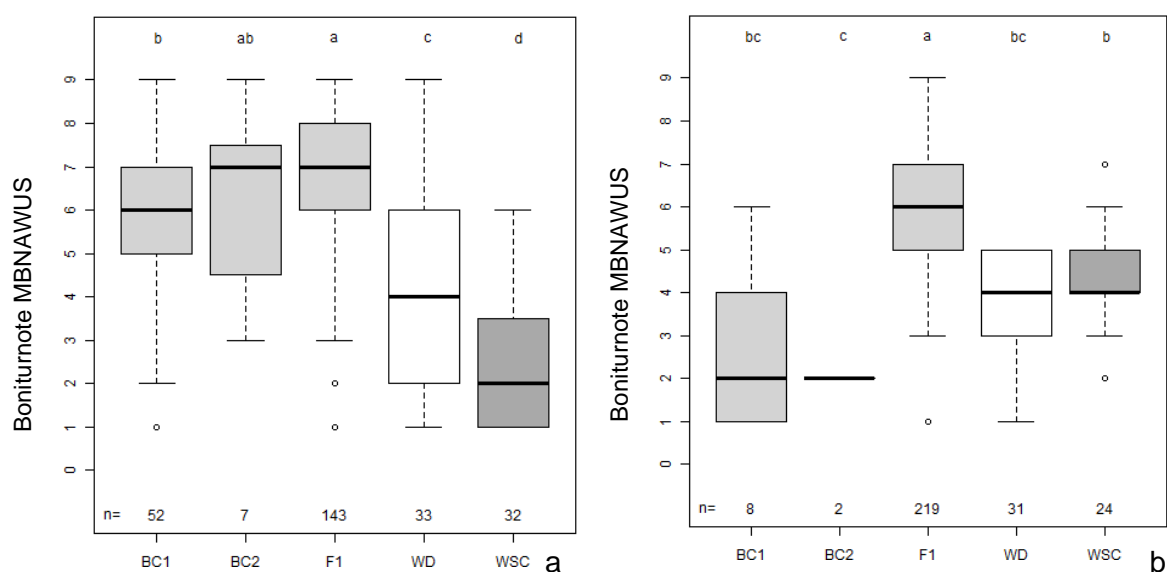 b ab a c d
Boniturnote MBNAWUS
9
8
7
6
5
4
3
2
1
0
n= 52 7 143 33 32
BC1 BC2 F1 WD WSC
a
bc c a bc b
Boniturnote MBNAWUS
9
8
7
6
5
4
3
2
1
0
n= 8 2 219 31 24
BC1 BC2 F1 WD WSC
b